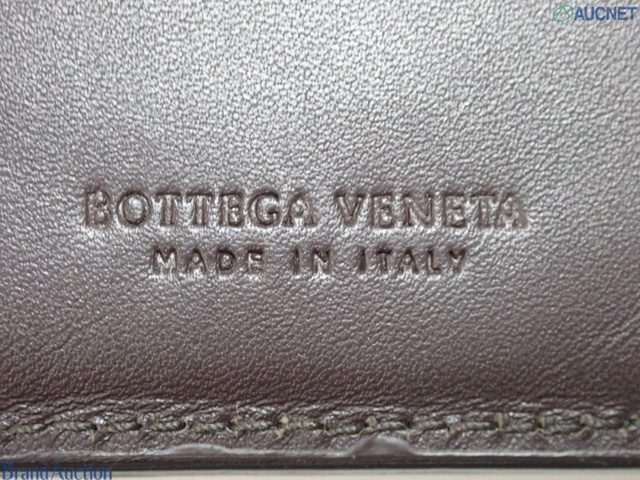 AUCNET
BOTTEGA VENETA
MADE IN ITALY
Brand Auction